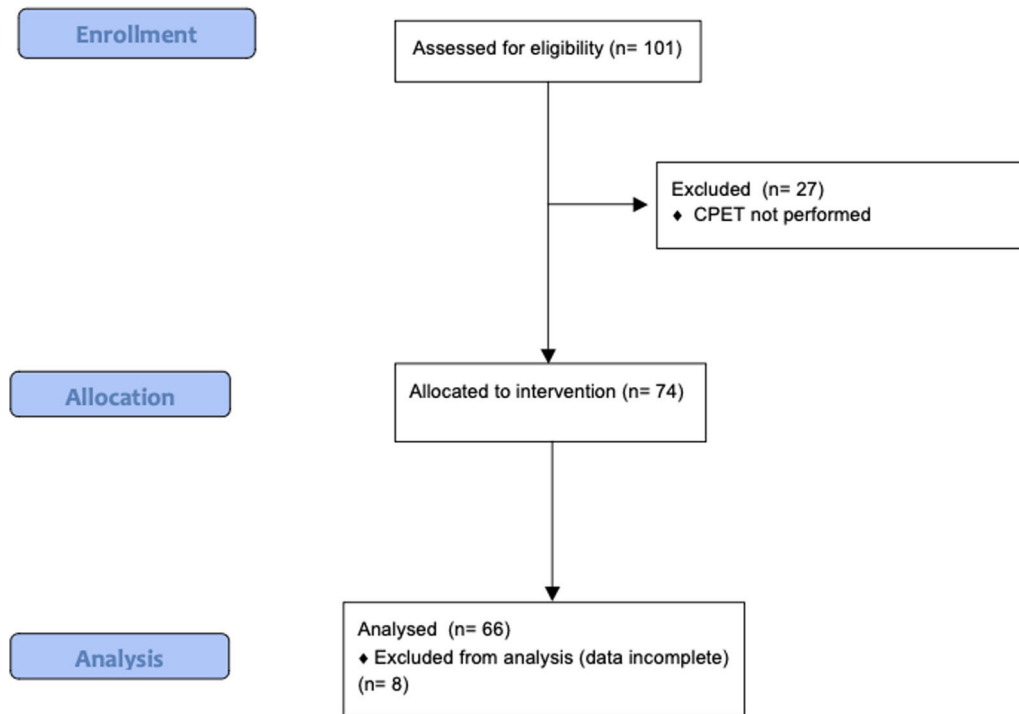 Enrollment
Assessed for eligibility (n= 101)
Excluded (n= 27)
♦ CPET not performed
Allocation
Allocated to intervention (n= 74)
Analysis
Analysed (n= 66)
♦ Excluded from analysis (data incomplete)
(n= 8)